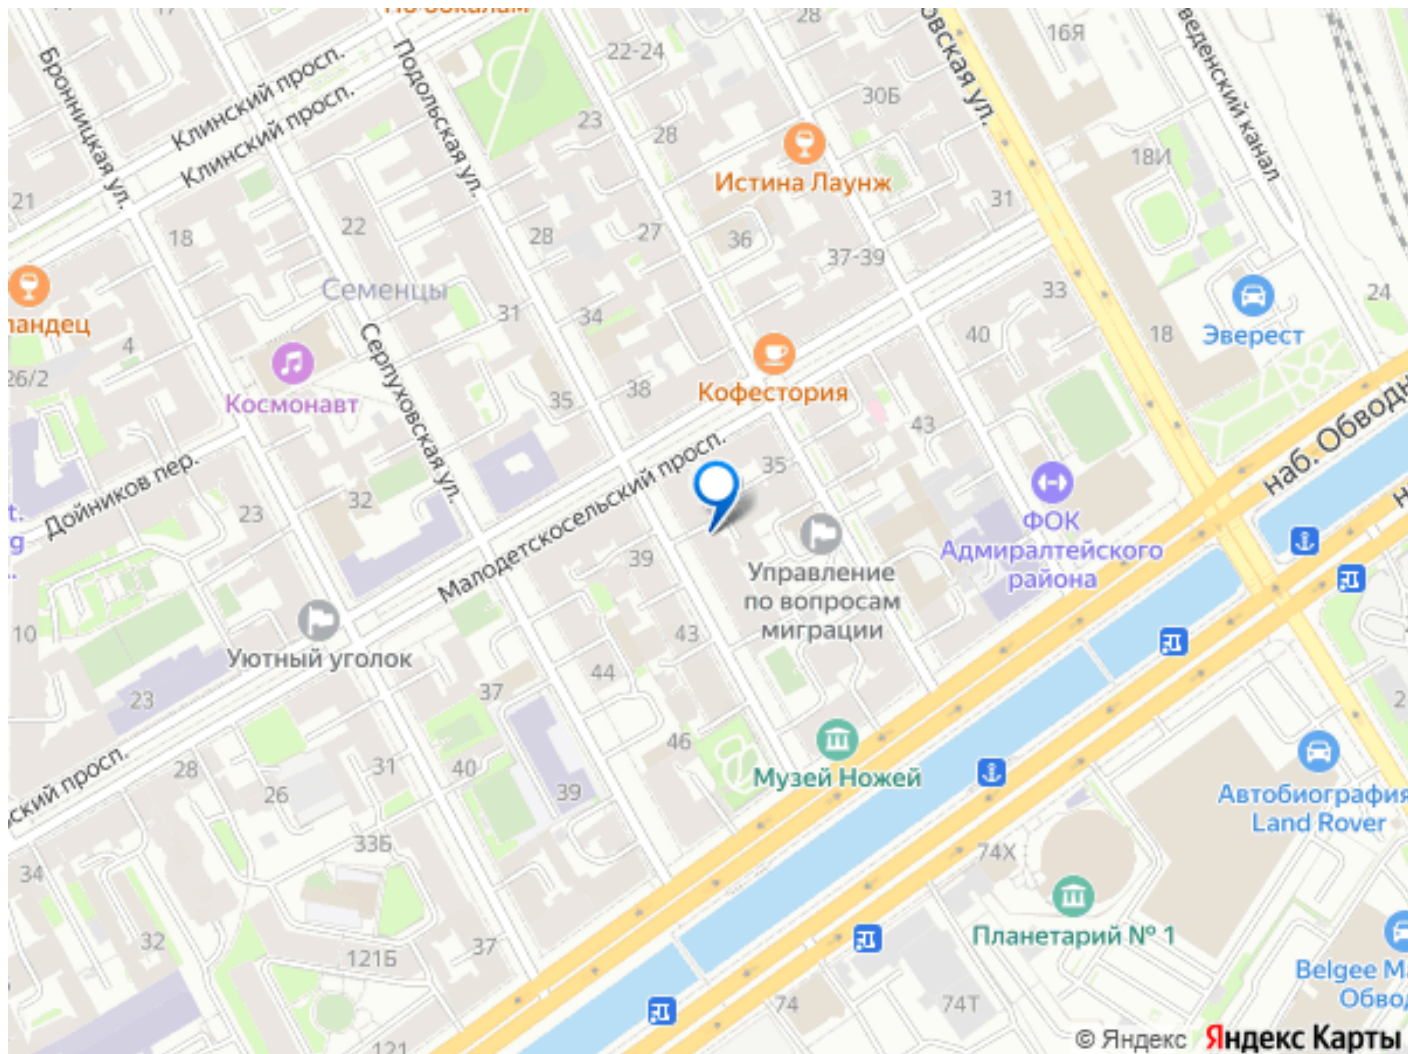 28
16Я
22-24
Бронницкая ул.
Клинский просп.
Клинский просп.
Подольская ул.
30Б
23
28
18И
Истина Лаунж
21
31
18
22
28
27
36
37-39
Семенцы
33
24
31
34
40
18
Эверест
4
26/2
Космонавт
Серпуховская ул.
35
38
Кофестория
43
наб.
Дойников пер.
23
32
Малодетскосельский просп.
35
ФОК
Адмиралтейского
района
39
Управление
по вопросам
миграции
10
Уютный уголок
43
44
23
37
46
Музей Ножей
28
26
31
40
39
Автобиография
Land Rover
33Б
74Х
34
Планетарий № 1
32
121Б
37
Belgee
74
74Т
121
© Яндекс Яндекс Карты